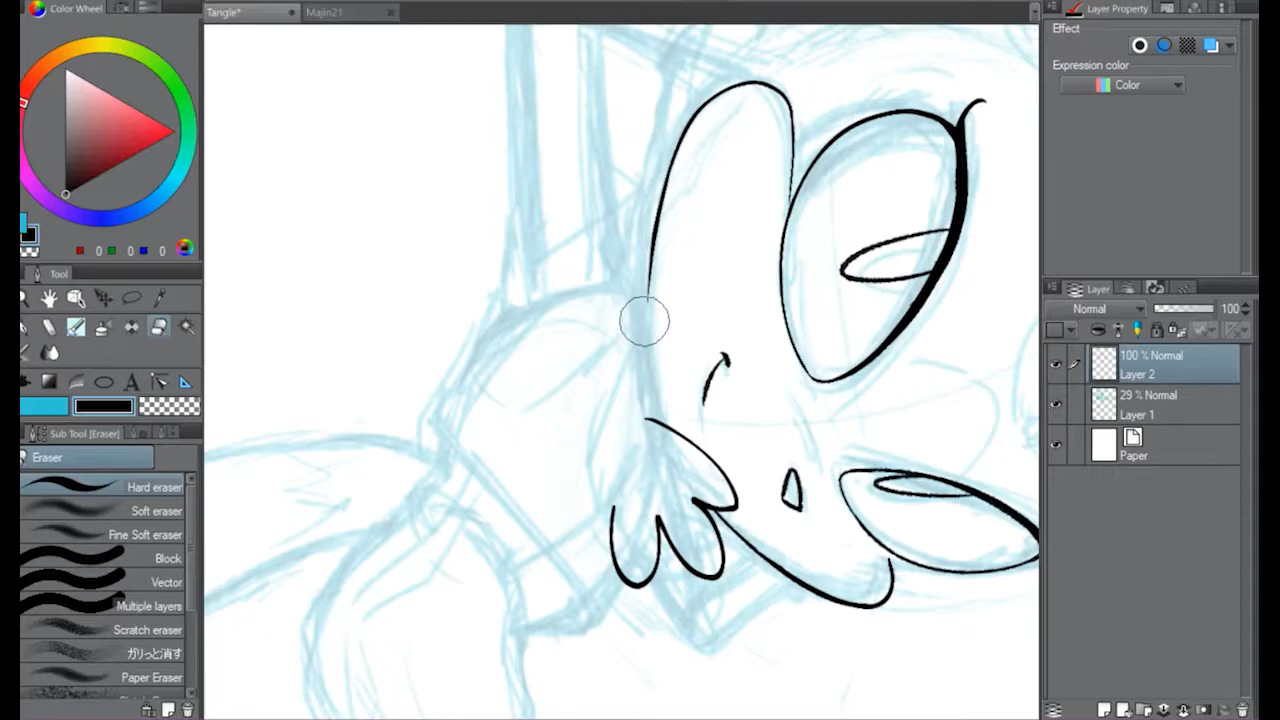 Color Wheel
Tangle*
Majin21
Layer Property
Effect
Expression color
Color
0 0 0
Tool
Sub Tool [Eraser]
Eraser
Hard eraser
Soft eraser
Fine Soft eraser
Block
Vector
Multiple layers
Scratch eraser
ガリっと消す
Paper Eraser
Layer
Normal
100
100 % Normal
Layer 2
29 % Normal
Layer 1
Paper